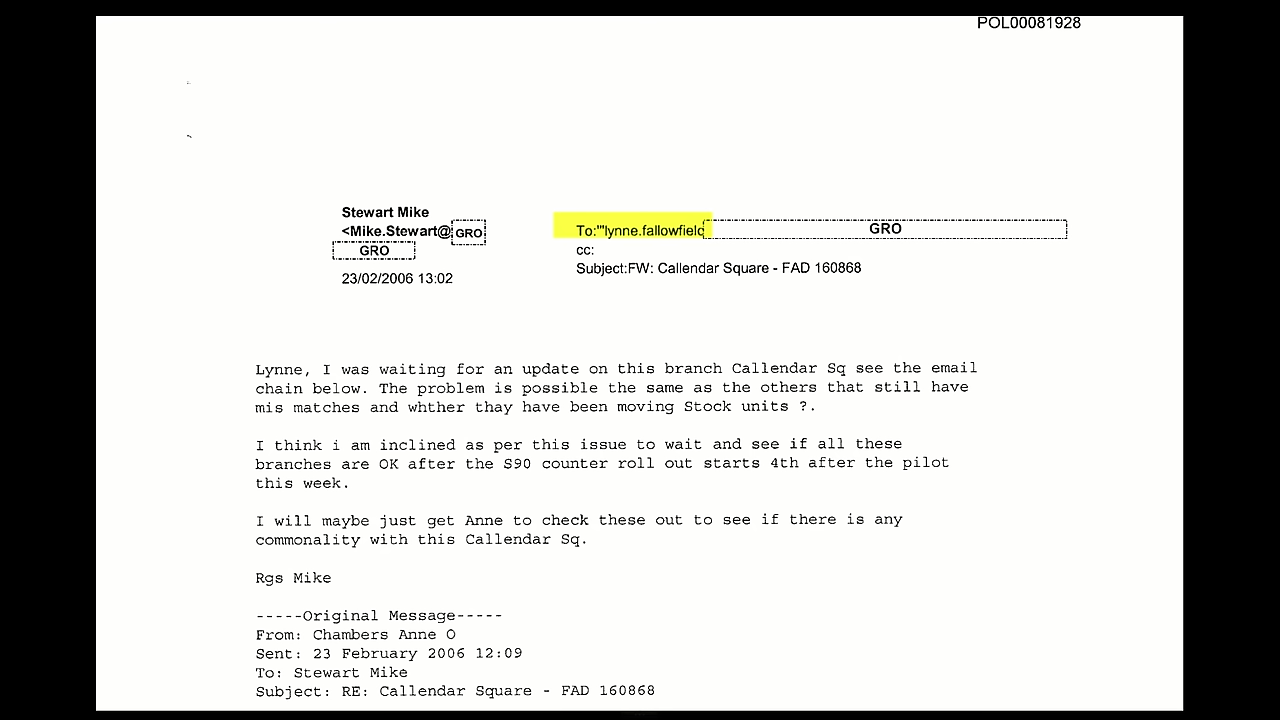 POL00081928
Stewart Mike
<Mike.Stewart@ GRO
GRO
23/02/2006 13:02
To:'"lynne.fallowfield GRO
cc:
Subject:FW: Callendar Square - FAD 160868
Lynne, I was waiting for an update on this branch Callendar Sq see the email
chain below. The problem is possible the same as the others that still have
mis matches and whther thay have been moving Stock units ?.
I think i am inclined as per this issue to wait and see if all these
branches are OK after the S90 counter roll out starts 4th after the pilot
this week.
I will maybe just get Anne to check these out to see if there is any
commonality with this Callendar Sq.
Rgs Mike
-----Original Message-----
From: Chambers Anne O
Sent: 23 February 2006 12:09
To: Stewart Mike
Subject: RE: Callendar Square - FAD 160868